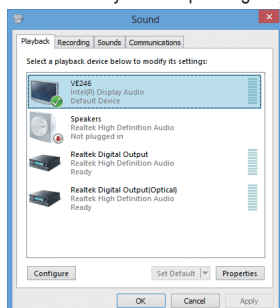 Sound
Playback Recording Sounds Communications
Select a playback device below to modify its settings:
VE246
Intel(R) Display Audio
Default Device
Speakers
Realtek High Definition Audio
Not plugged in
Realtek Digital Output
Realtek High Definition Audio
Ready
Realtek Digital Output(Optical)
Realtek High Definition Audio
Ready
Configure Set Default Properties
OK Cancel Apply